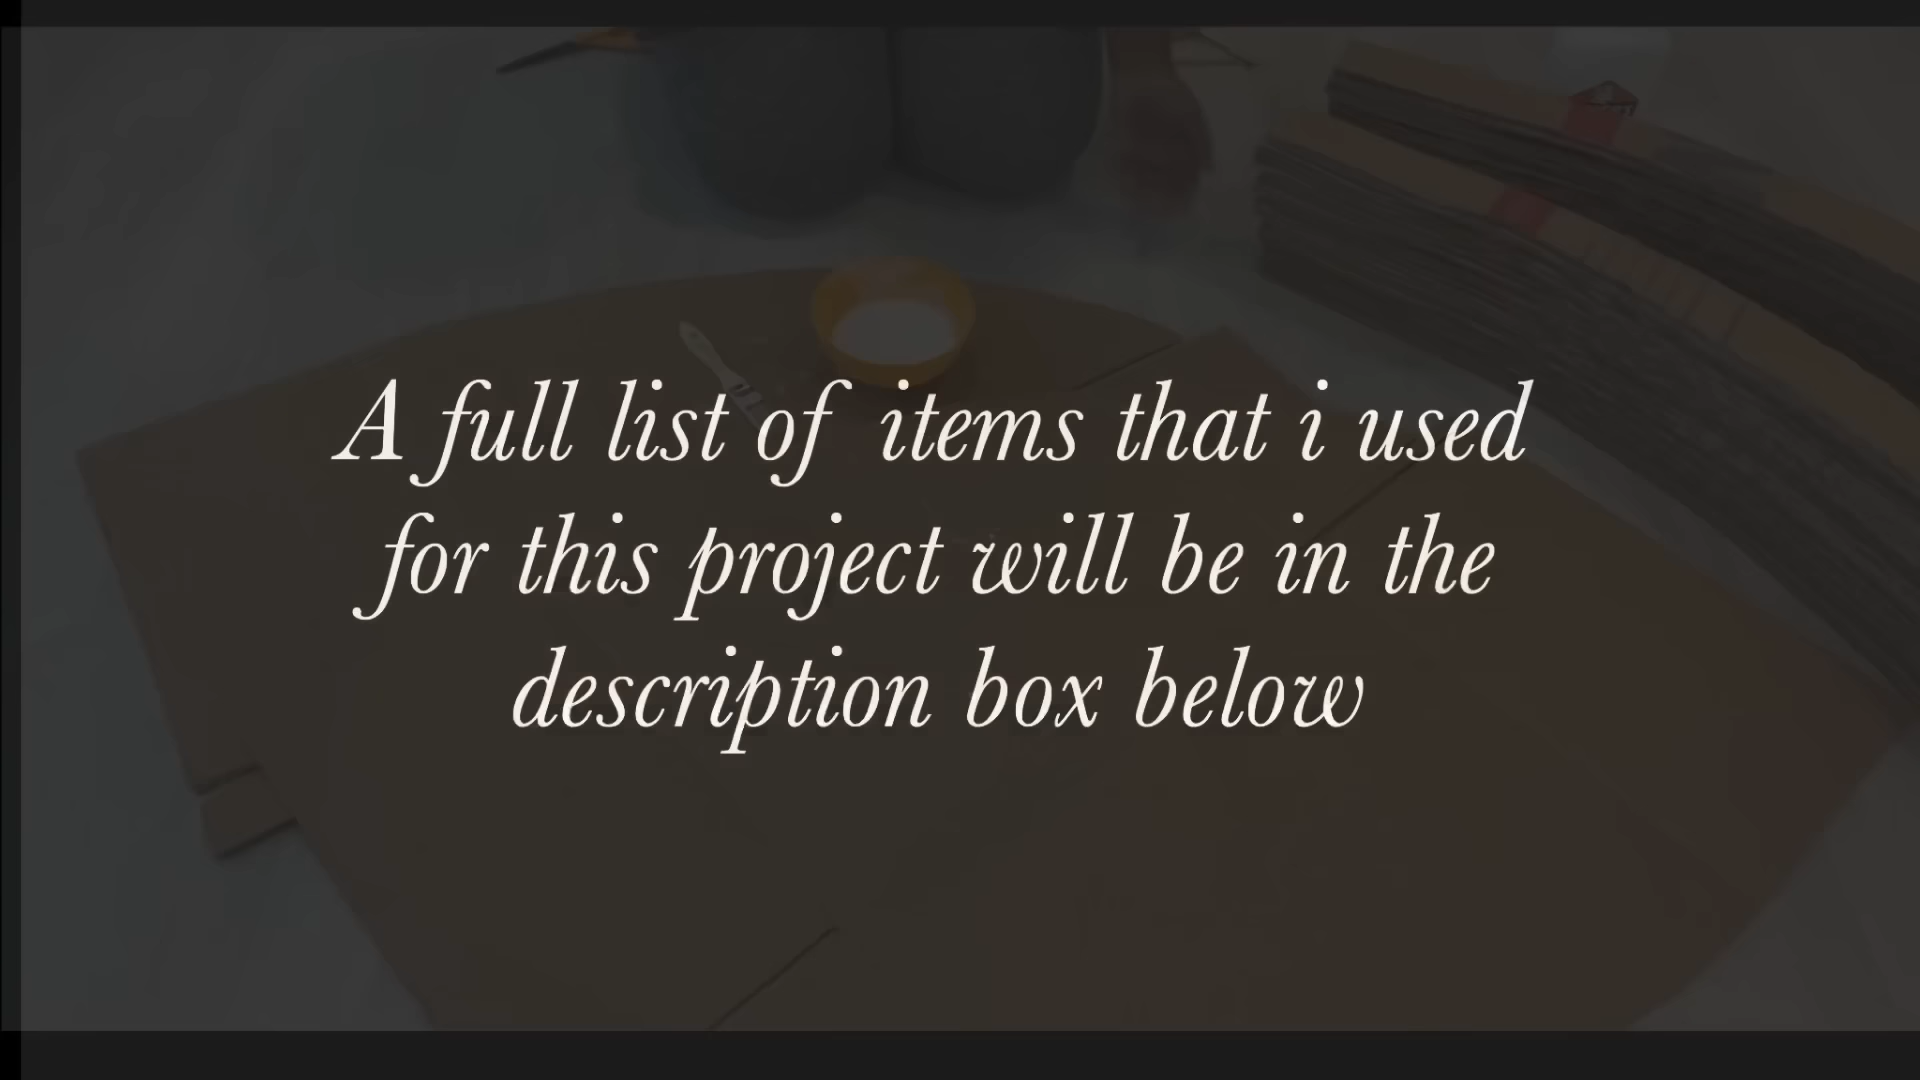 A full list of items that i used
for this project will be in the
description box below